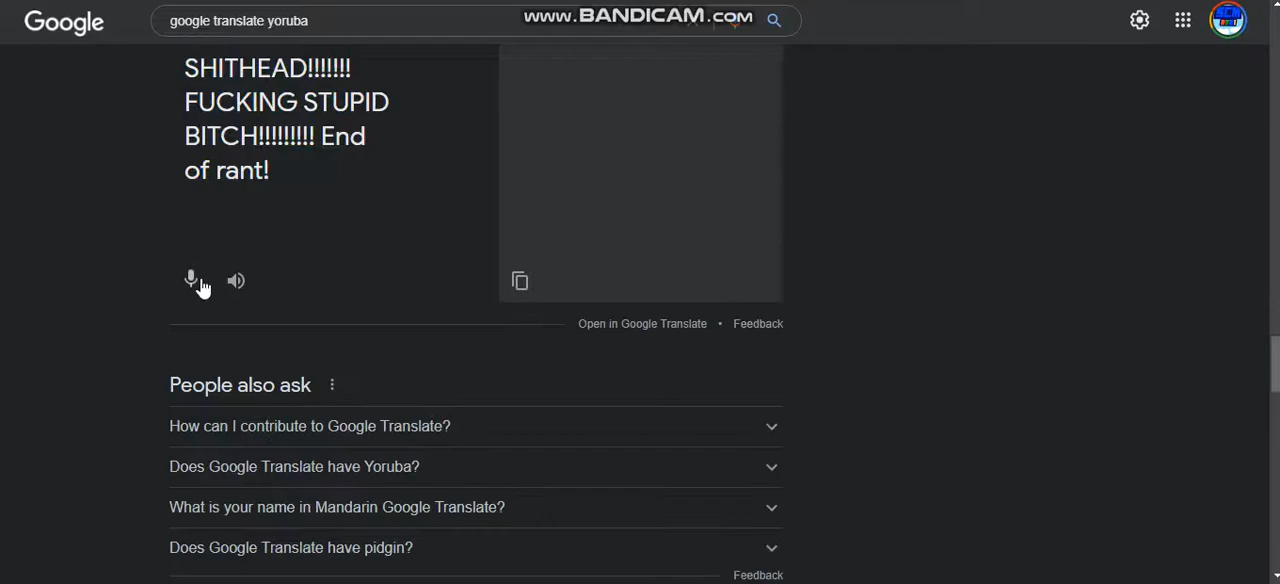 Google
google translate yoruba
www.BANDICAM.com
SHITHEAD!!!!!!!
FUCKING STUPID
BITCH!!!!!!!!! End
of rant!
Open in Google Translate • Feedback
People also ask
How can I contribute to Google Translate?
Does Google Translate have Yoruba?
What is your name in Mandarin Google Translate?
Does Google Translate have pidgin?
Feedback